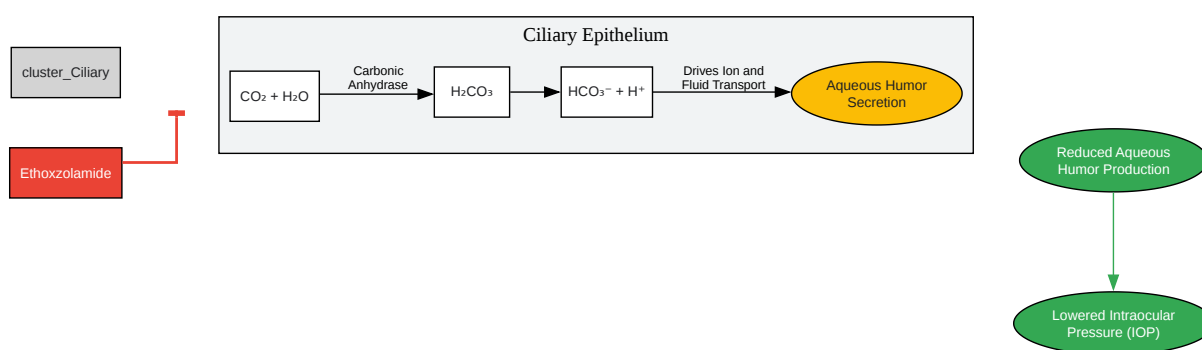 Ciliary Epithelium
cluster_Ciliary
CO₂ + H₂O
Carbonic
Anhydrase
H₂CO₃
HCO₃⁻ + H⁺
Drives Ion and
Fluid Transport
Aqueous Humor
Secretion
Ethoxzolamide
Reduced Aqueous
Humor Production
Lowered Intraocular
Pressure (IOP)